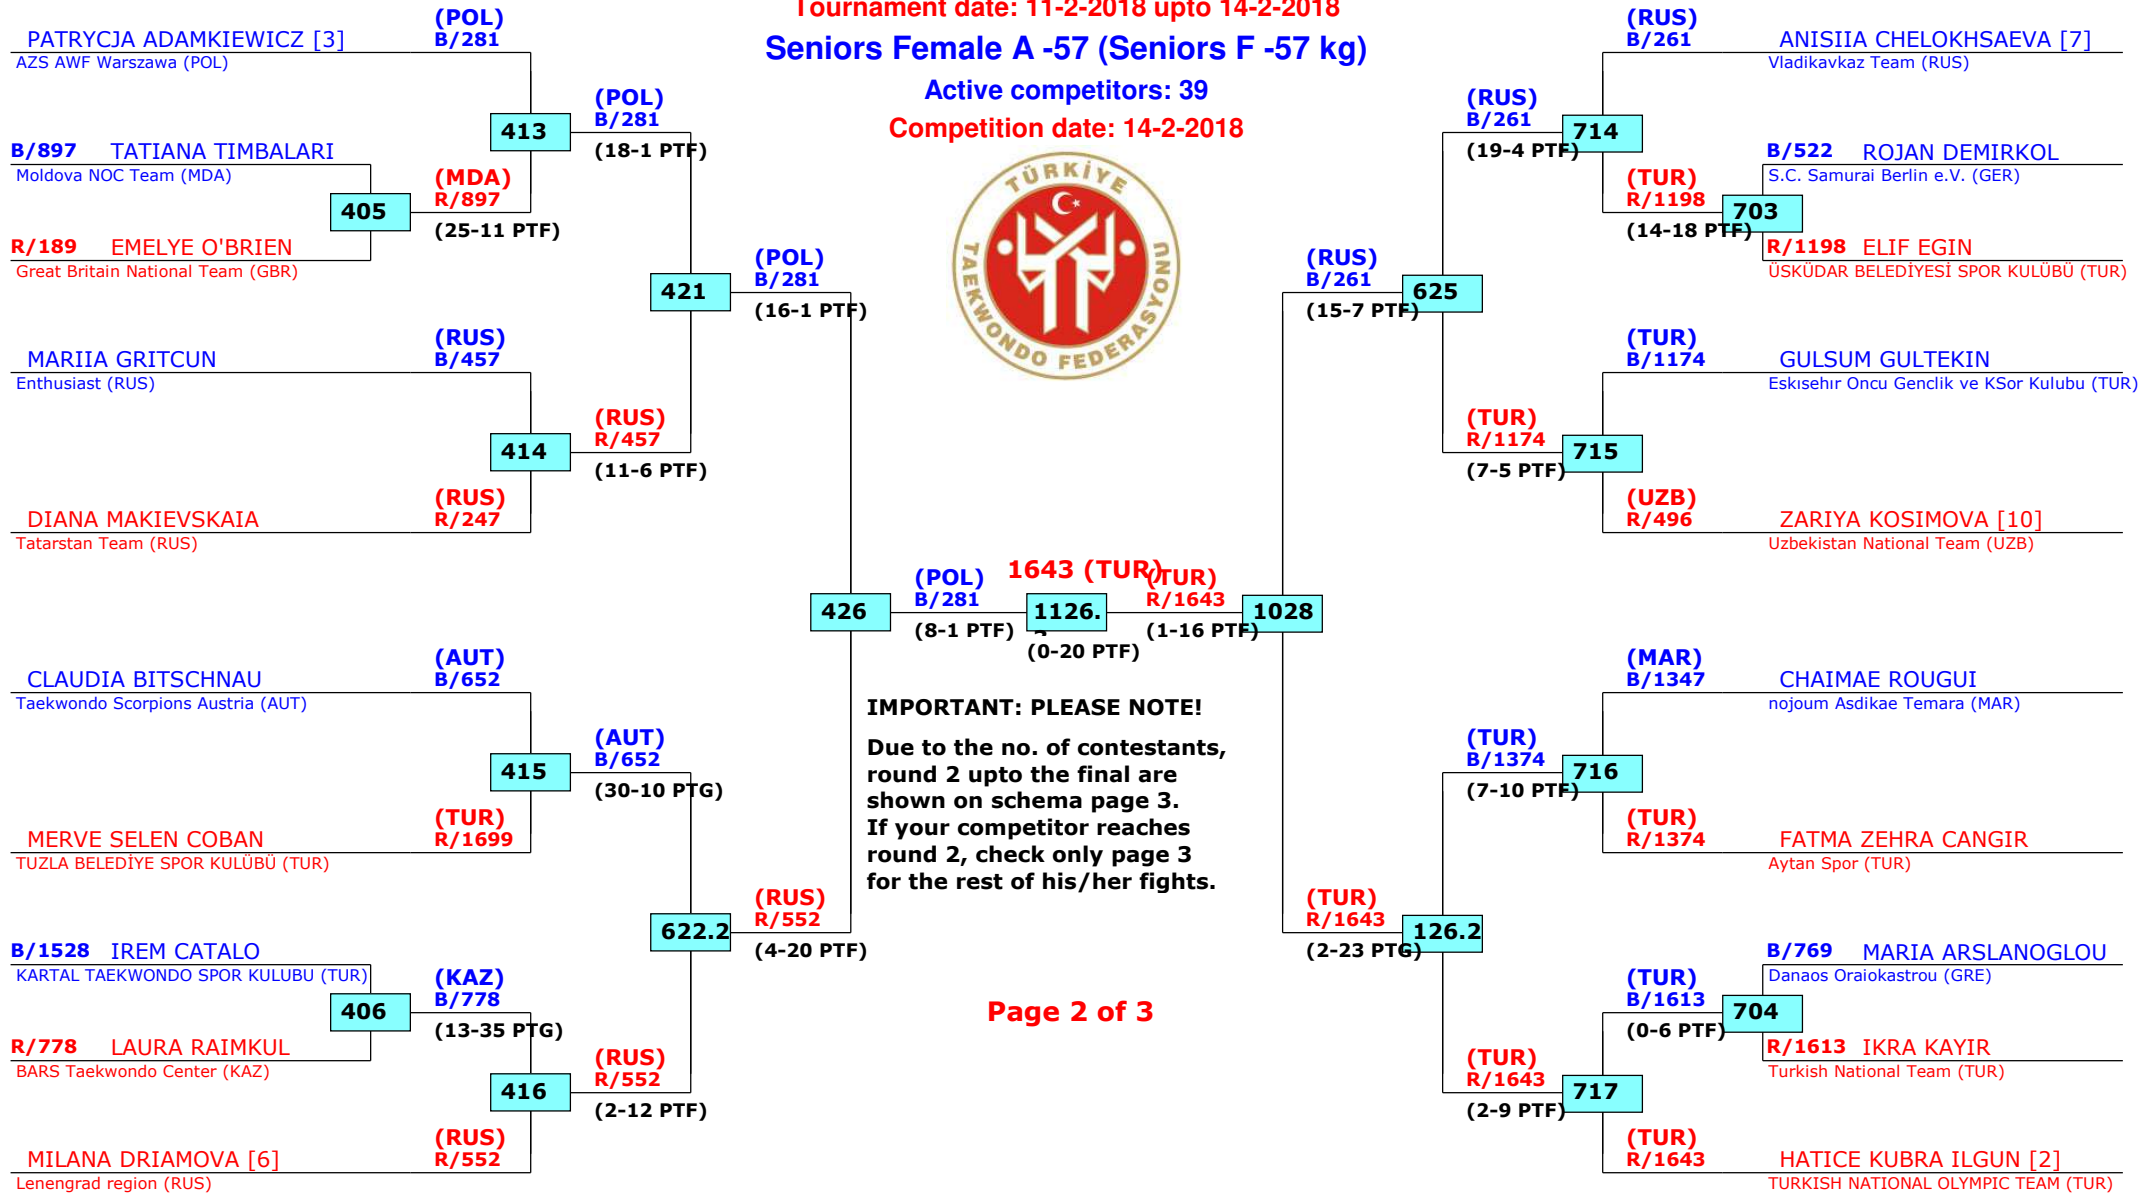 Tournament date: 11-2-2018 upto 14-2-2018
Seniors Female A -57 (Seniors F -57 kg)
Active competitors: 39
Competition date: 14-2-2018
TÜRKİYE
TAEKWONDO FEDERASYONU
PATRYCJA ADAMKIEWICZ [3]
AZS AWF Warszawa (POL)
(POL)
B/281
B/897 TATIANA TIMBALARI
Moldova NOC Team (MDA)
405
R/189 EMELYE O'BRIEN
Great Britain National Team (GBR)
(MDA)
R/897
(25-11 PTF)
413
(POL)
B/281
(18-1 PTF)
MARIIA GRITCUN
Enthusiast (RUS)
(RUS)
B/457
414
DIANA MAKIEVSKAIA
Tatarstan Team (RUS)
(RUS)
R/247
(RUS)
R/457
(11-6 PTF)
421
(POL)
B/281
(16-1 PTF)
CLAUDIA BITSCHNAU
Taekwondo Scorpions Austria (AUT)
(AUT)
B/652
415
MERVE SELEN COBAN
TUZLA BELEDİYE SPOR KULÜBÜ (TUR)
(TUR)
R/1699
(AUT)
B/652
(30-10 PTG)
B/1528 IREM CATALO
KARTAL TAEKWONDO SPOR KULUBU (TUR)
406
R/778 LAURA RAIMKUL
BARS Taekwondo Center (KAZ)
(KAZ)
B/778
(13-35 PTG)
416
MILANA DRIAMOVA [6]
Lenengrad region (RUS)
(RUS)
R/552
(RUS)
R/552
(2-12 PTF)
622.2
(RUS)
R/552
(4-20 PTF)
426
(POL)
B/281
(8-1 PTF)
1643 (TUR)
1126.
(0-20 PTF)
(TUR)
R/1643
(1-16 PTF)
1028
IMPORTANT: PLEASE NOTE!
Due to the no. of contestants,
round 2 upto the final are
shown on schema page 3.
If your competitor reaches
round 2, check only page 3
for the rest of his/her fights.
Page 2 of 3
(RUS)
B/261
(15-7 PTF)
625
(RUS)
B/261
(19-4 PTF)
714
(RUS)
B/261
ANISIIA CHELOKHSAEVA [7]
Vladikavkaz Team (RUS)
(TUR)
R/1198
(14-18 PTF)
703
B/522 ROJAN DEMIRKOL
S.C. Samurai Berlin e.V. (GER)
R/1198 ELIF EGIN
ÜSKÜDAR BELEDİYESİ SPOR KULÜBÜ (TUR)
(TUR)
R/1174
(7-5 PTF)
715
(TUR)
B/1174
GULSUM GULTEKIN
Eskısehır Oncu Genclik ve KSor Kulubu (TUR)
(UZB)
R/496
ZARIYA KOSIMOVA [10]
Uzbekistan National Team (UZB)
(TUR)
R/1643
(2-23 PTG)
126.2
(TUR)
B/1374
(7-10 PTF)
716
(MAR)
B/1347
CHAIMAE ROUGUI
nojoum Asdikae Temara (MAR)
(TUR)
R/1374
FATMA ZEHRA CANGIR
Aytan Spor (TUR)
(TUR)
R/1643
(2-9 PTF)
717
(TUR)
B/1613
(0-6 PTF)
704
B/769 MARIA ARSLANOGLOU
Danaos Oraiokastrou (GRE)
R/1613 IKRA KAYIR
Turkish National Team (TUR)
(TUR)
R/1643
HATICE KUBRA ILGUN [2]
TURKISH NATIONAL OLYMPIC TEAM (TUR)